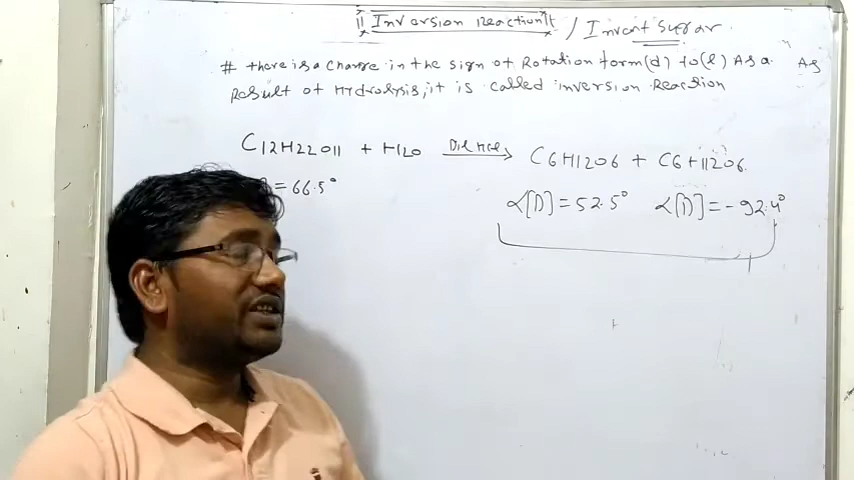 Inversion Reaction / Invert Sugar
# there is a Change in the sign of Rotation form (d) to (l) As a As
Result of Hydrolysis, it is called inversion Reaction
C12H22O11 + H2O Dil HCl → C6H12O6 + C6H12O6
= 66.5° α[D] = 52.5° α[D] = -92.4°